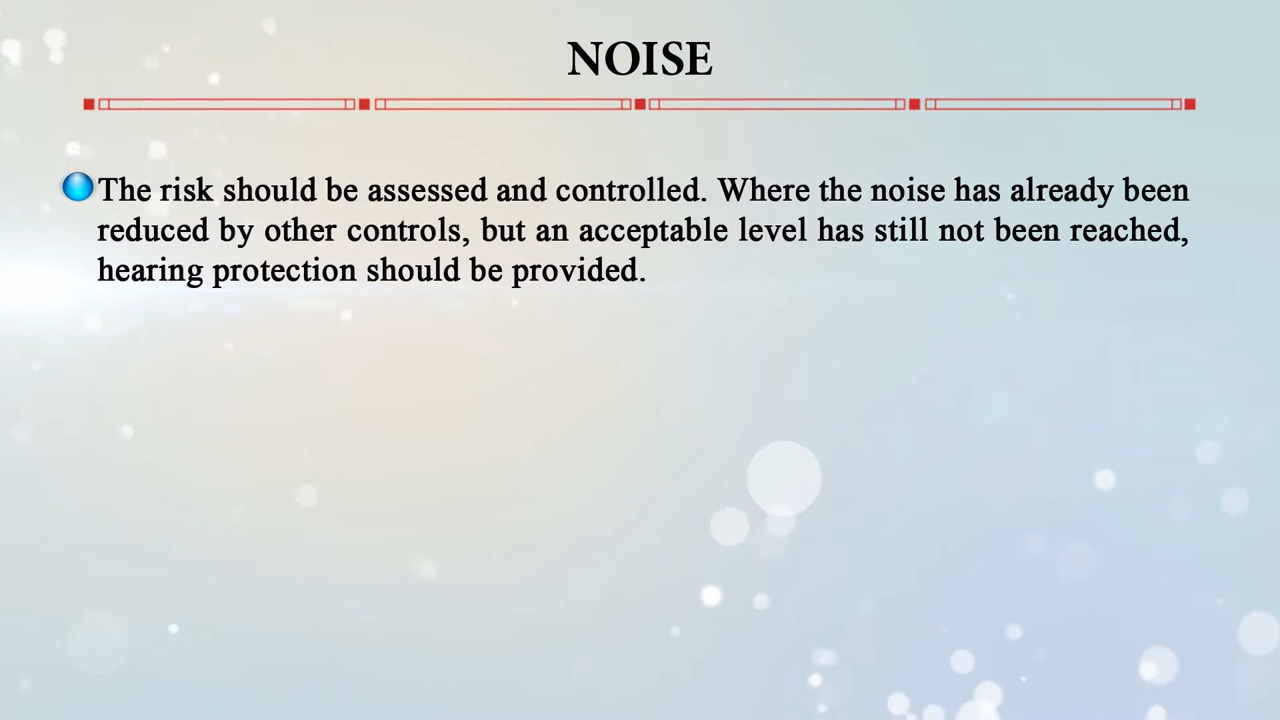 NOISE
The risk should be assessed and controlled. Where the noise has already been
reduced by other controls, but an acceptable level has still not been reached,
hearing protection should be provided.